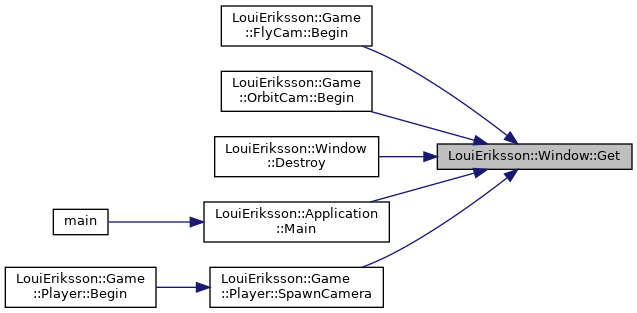 LouiEriksson::Game
::FlyCam::Begin
LouiEriksson::Game
::OrbitCam::Begin
LouiEriksson::Window
::Destroy
LouiEriksson::Window::Get
main
LouiEriksson::Application
::Main
LouiEriksson::Game
::Player::Begin
LouiEriksson::Game
::Player::SpawnCamera